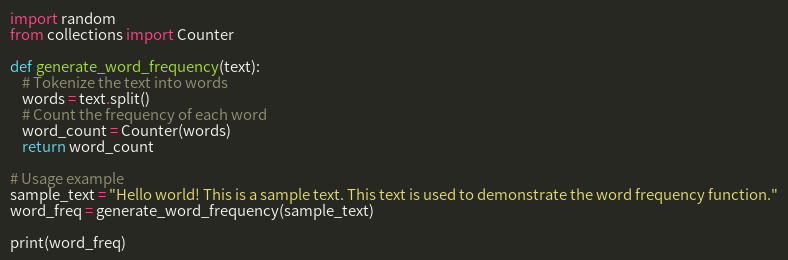 import random
from collections import Counter

def generate_word_frequency(text):
    # Tokenize the text into words
    words = text.split()
    # Count the frequency of each word
    word_count = Counter(words)
    return word_count

# Usage example
sample_text = "Hello world! This is a sample text. This text is used to demonstrate the word frequency function."
word_freq = generate_word_frequency(sample_text)

print(word_freq)